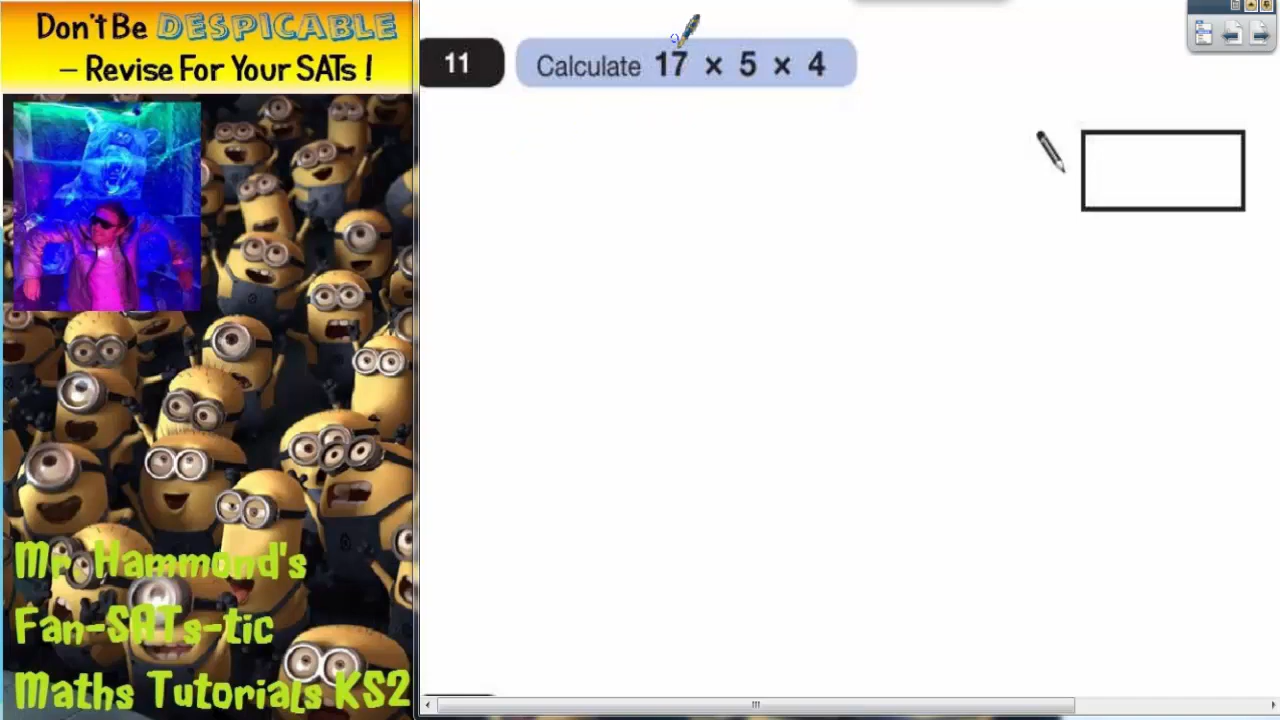 Don't Be DESPICABLE
– Revise For Your SATs !
11
Calculate 17 × 5 × 4
Mr. Hammond's
Fan-SATs-tic
Maths Tutorials KS2